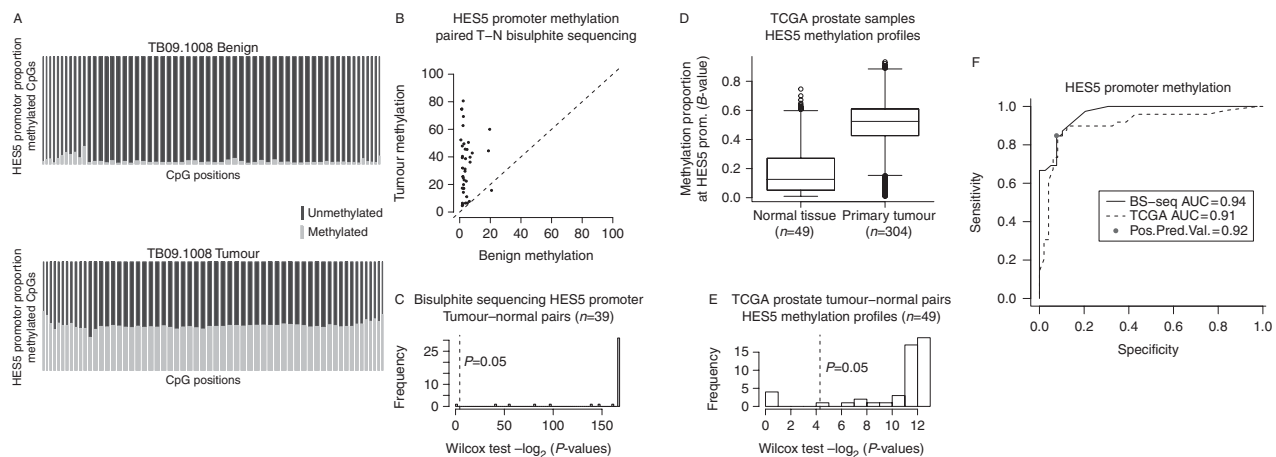 A
TB09.1008 Benign
HES5 promoter proportion
methylated CpGs
CpG positions
Unmethylated
Methylated
TB09.1008 Tumour
HES5 promoter proportion
methylated CpGs
CpG positions
B
HES5 promoter methylation
paired T–N bisulphite sequencing
Tumour methylation
100
80
60
40
20
0
0 20 40 60 80 100
Benign methylation
C Bisulphite sequencing HES5 promoter
Tumour–normal pairs (n=39)
Frequency
25
15
0
P=0.05
0 50 100 150
Wilcox test –log2 (P-values)
D
TCGA prostate samples
HES5 methylation profiles
Methylation proportion
at HES5 prom. (B-value)
0.8
0.6
0.4
0.2
0.0
Normal tissue Primary tumour
(n=49) (n=304)
E TCGA prostate tumour–normal pairs
HES5 methylation profiles (n=49)
Frequency
15
10
5
0
P=0.05
0 2 4 6 8 10 12
Wilcox test –log2 (P-values)
F
HES5 promoter methylation
Sensitivity
1.0
0.8
0.6
0.4
0.2
0.0
BS–seq AUC=0.94
TCGA AUC=0.91
Pos.Pred.Val.=0.92
0.0 0.2 0.4 0.6 0.8 1.0
Specificity